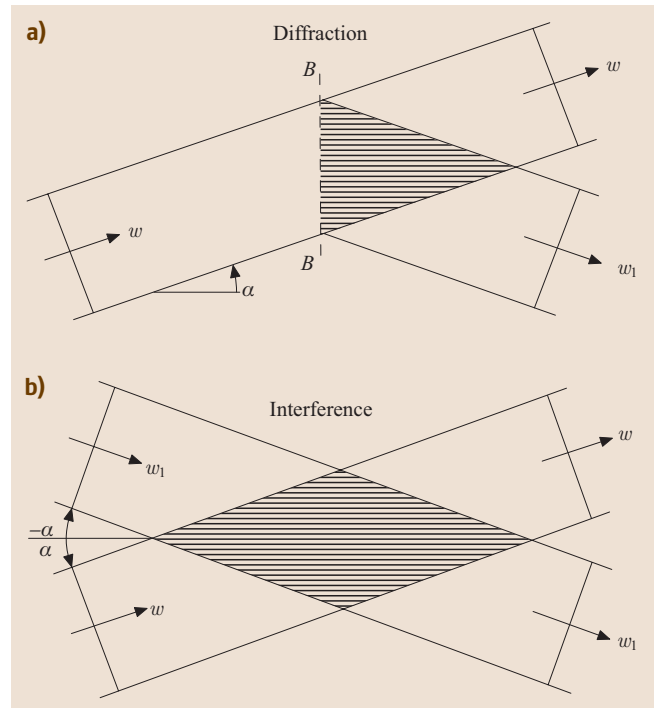 a)
Diffraction
B
w
w
B
w₁
α
b)
Interference
w
w₁
−α
α
w
w₁